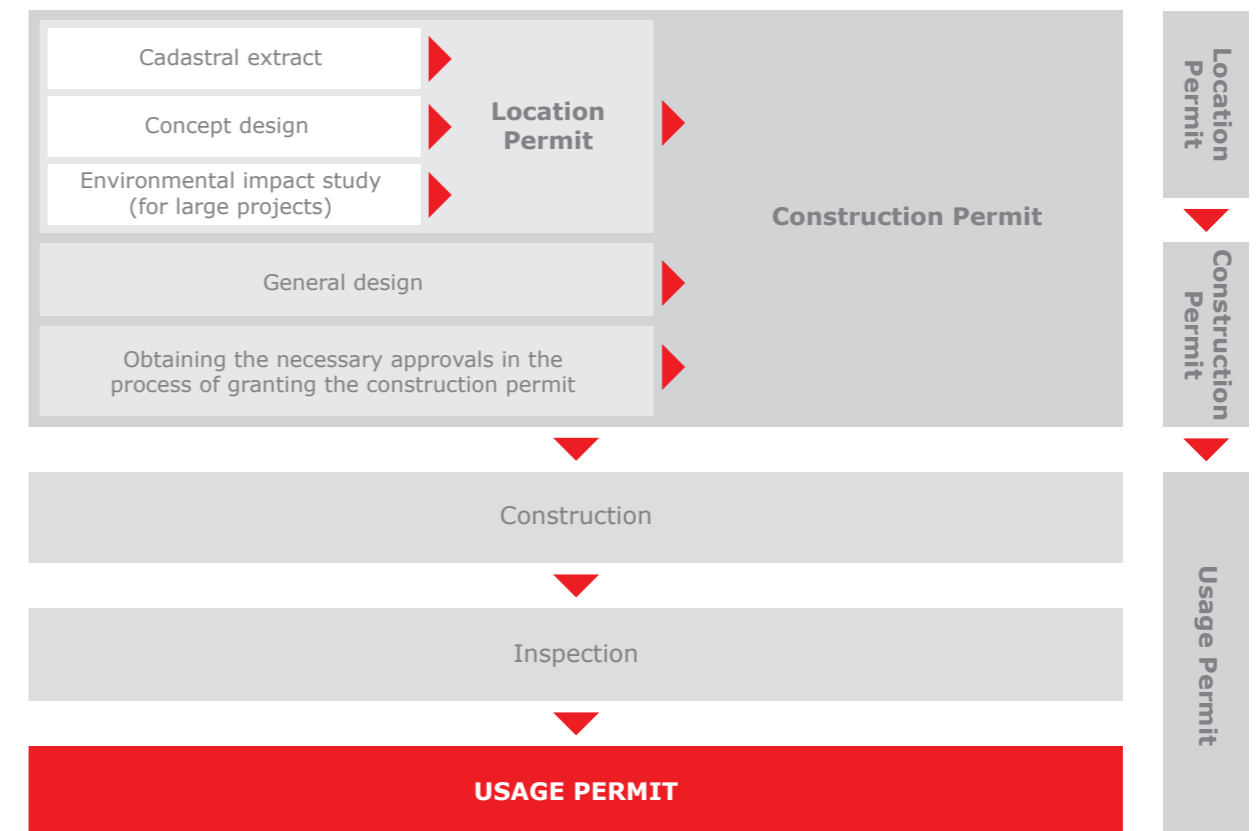 Cadastral extract
Concept design
Environmental impact study
(for large projects)
Location
Permit
General design
Obtaining the necessary approvals in the
process of granting the construction permit
Construction Permit
Construction
Inspection
USAGE PERMIT
Location
Permit
Construction
Permit
Usage Permit